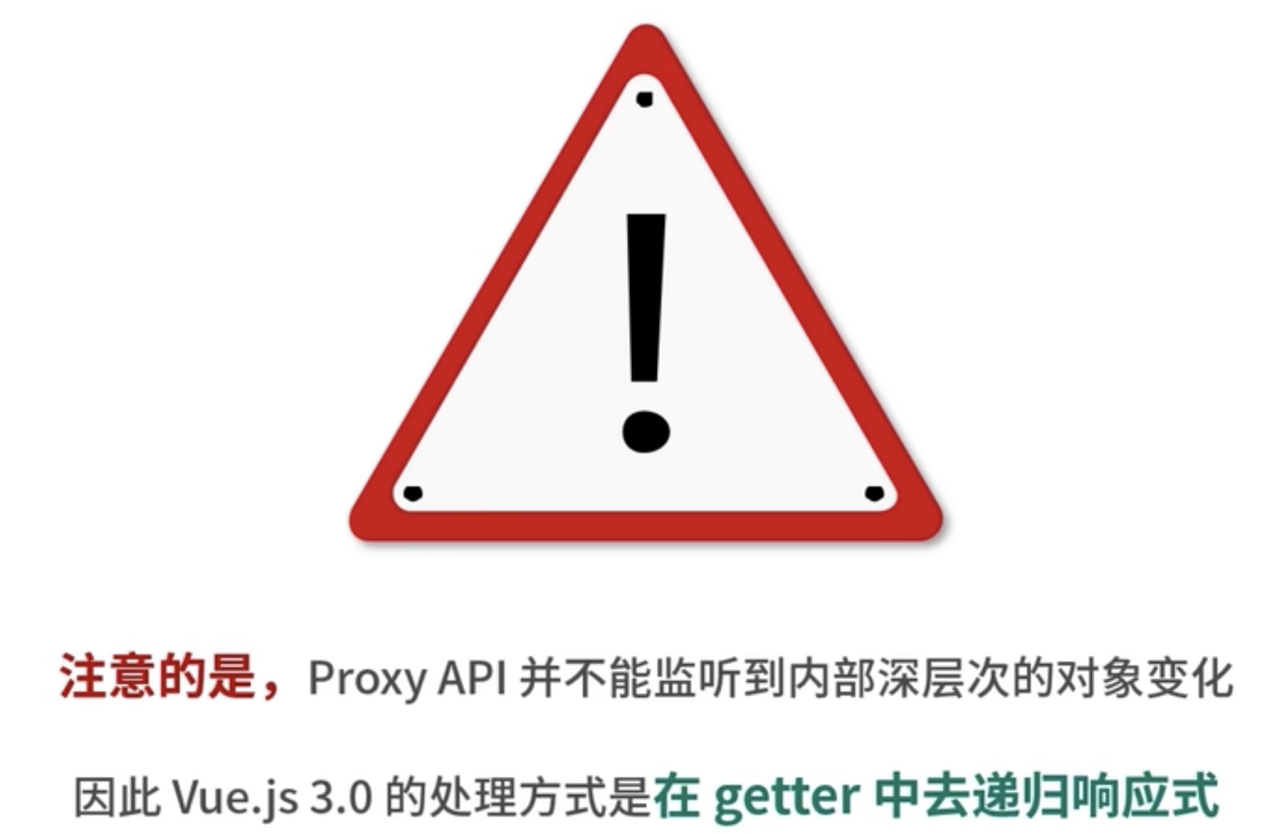 !
注意的是，Proxy API 并不能监听到内部深层次的对象变化
因此 Vue.js 3.0 的处理方式是在 getter 中去递归响应式